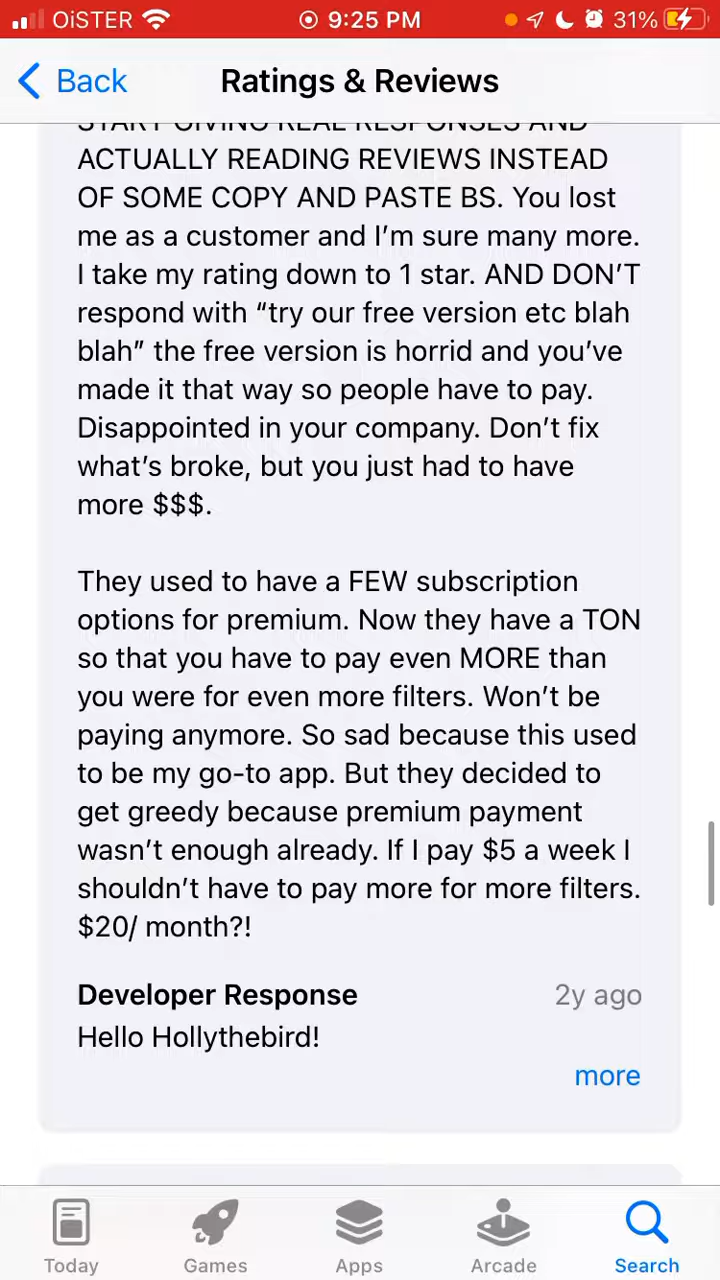 OiSTER 9:25 PM 31%
Back Ratings & Reviews
START GIVING REAL RESPONSES AND
ACTUALLY READING REVIEWS INSTEAD
OF SOME COPY AND PASTE BS. You lost
me as a customer and I’m sure many more.
I take my rating down to 1 star. AND DON’T
respond with “try our free version etc blah
blah” the free version is horrid and you’ve
made it that way so people have to pay.
Disappointed in your company. Don’t fix
what’s broke, but you just had to have
more $$$.
They used to have a FEW subscription
options for premium. Now they have a TON
so that you have to pay even MORE than
you were for even more filters. Won’t be
paying anymore. So sad because this used
to be my go-to app. But they decided to
get greedy because premium payment
wasn’t enough already. If I pay $5 a week I
shouldn’t have to pay more for more filters.
$20/ month?!
Developer Response 2y ago
Hello Hollythebird!
more
Today Games Apps Arcade Search